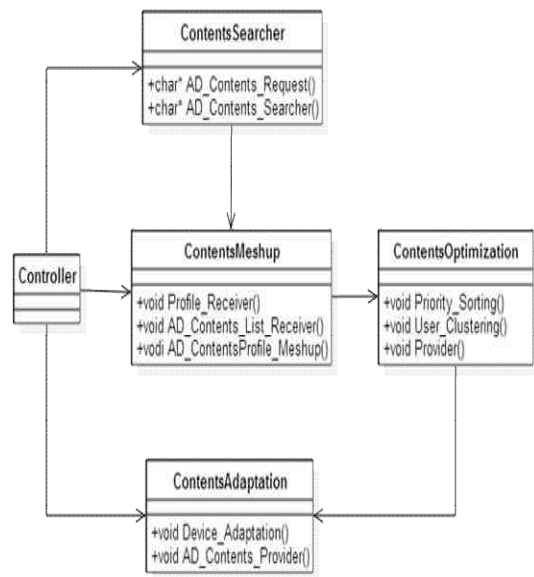 ContentsSearcher
+char* AD_Contents_Request()
+char* AD_Contents_Searcher()
Controller
ContentsMeshup
+void Profile_Receiver()
+void AD_Contents_List_Receiver()
+vodi AD_ContentsProfile_Meshup()
ContentsOptimization
+void Priority_Sorting()
+void User_Clustering()
+void Provider()
ContentsAdaptation
+void Device_Adaptation()
+void AD_Contents_Provider()